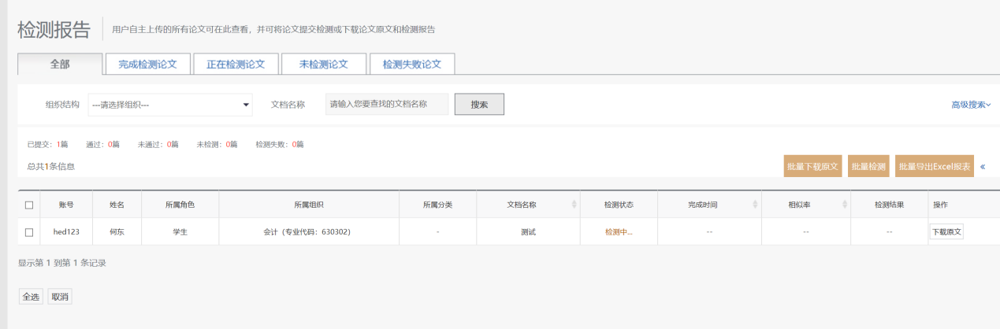 检测报告 用户自主上传的所有论文可在此查看，并可将论文提交检测或下载论文原文和检测报告
全部 完成检测论文 正在检测论文 未检测论文 检测失败论文
组织结构 ---请选择组织--- 文档名称 请输入您要查找的文档名称 搜索 高级搜索
已提交：1篇 通过：0篇 未通过：0篇 未检测：0篇 检测失败：0篇
总共1条信息 批量下载原文 批量检测 批量导出Excel报表 «
账号 姓名 所属角色 所属组织 所属分类 文档名称 检测状态 完成时间 相似率 检测结果 操作
hed123 何东 学生 会计（专业代码：630302） - 测试 检测中... -- -- -- 下载原文
显示第 1 到第 1 条记录
全选 取消